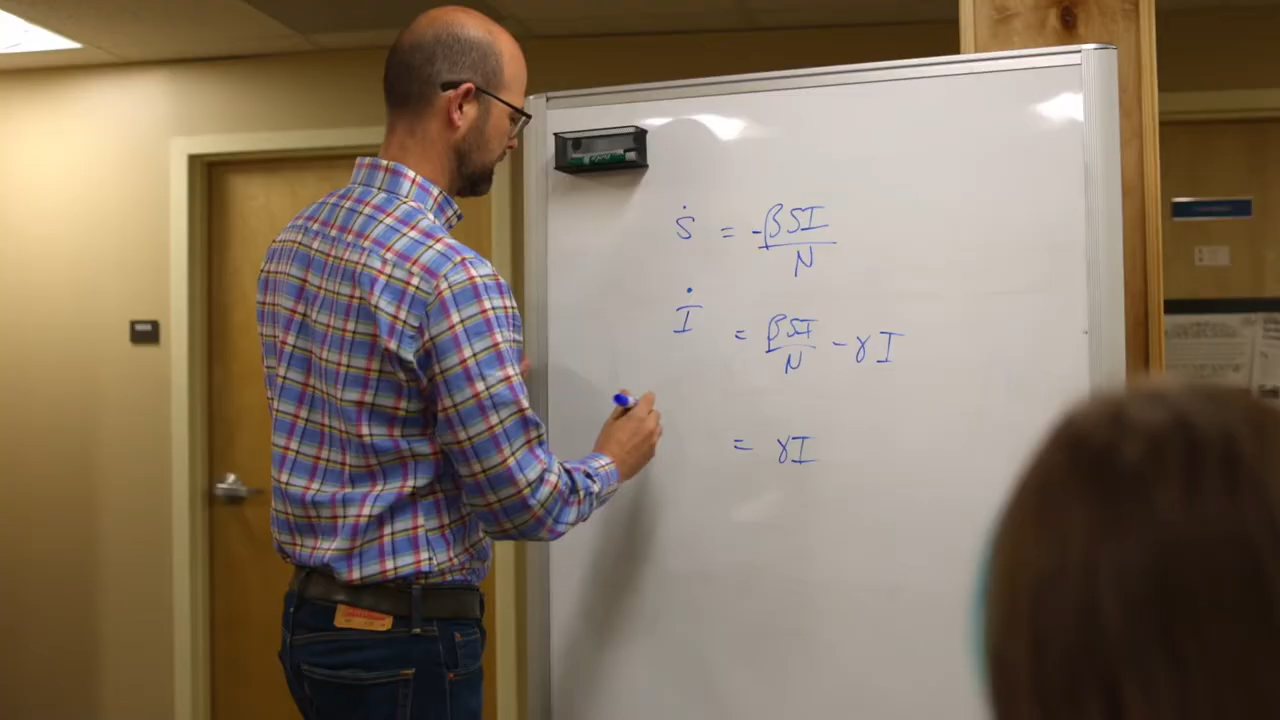 Ṡ = -βSI/N
İ = βSI/N - γI
= γI